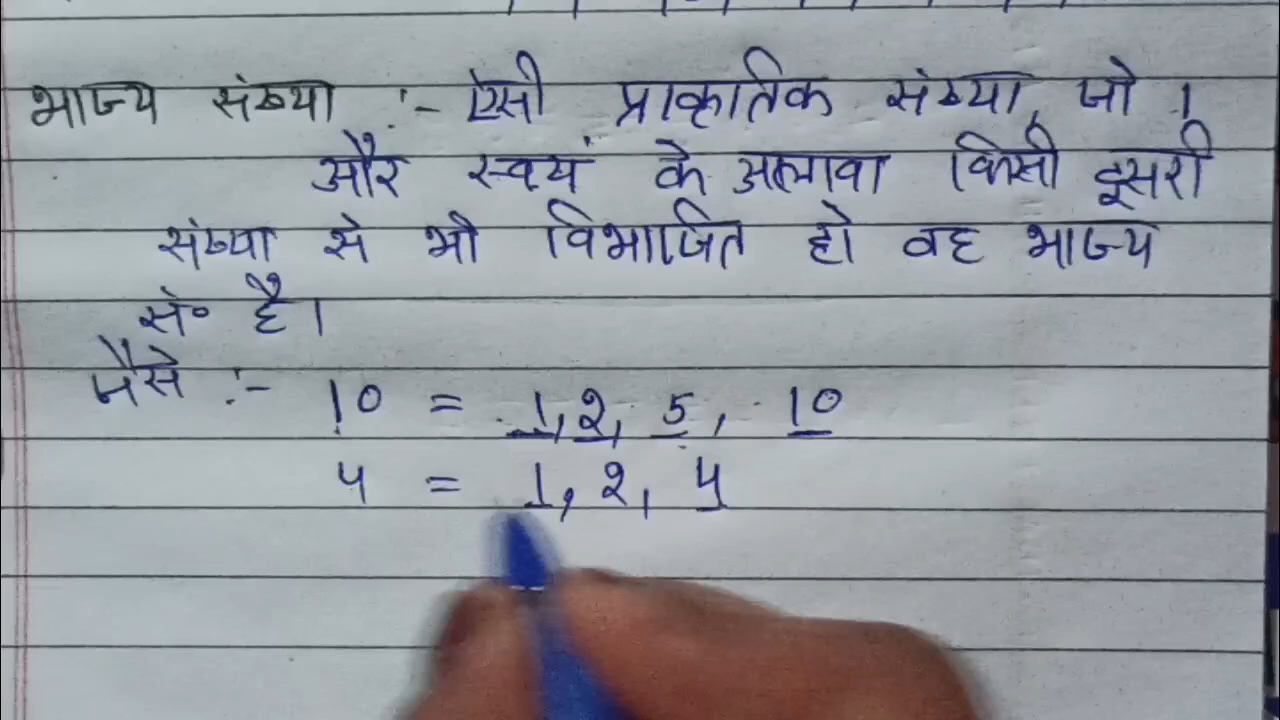 भाज्य संख्या :- ऐसी प्राकृतिक संख्या, जो 1
और स्वयं के अलावा किसी दूसरी
संख्या से भी विभाजित हो वह भाज्य
सं० है।
जैसे :- 10 = 1, 2, 5, 10
4 = 1, 2, 4